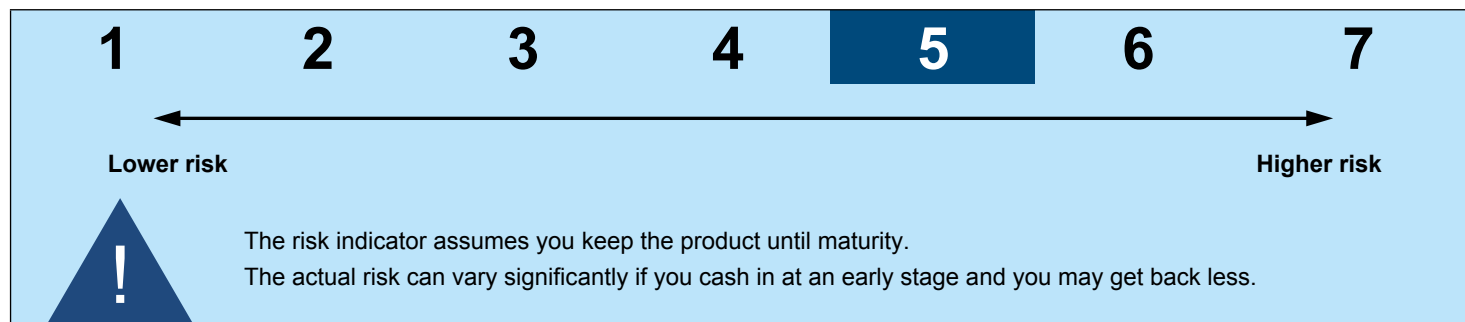 1 2 3 4 5 6 7
Lower risk Higher risk
!
The risk indicator assumes you keep the product until maturity.
The actual risk can vary significantly if you cash in at an early stage and you may get back less.